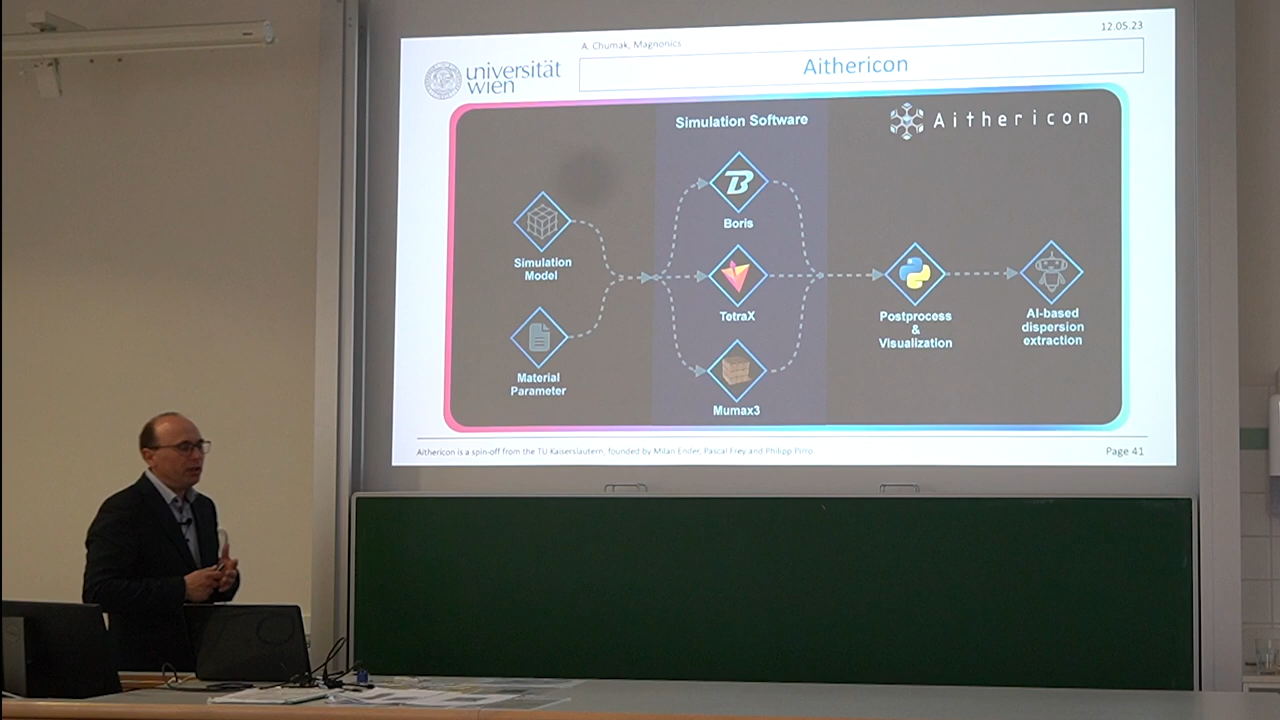 12.05.23
A. Chumak, Magnonics
universität
wien
Aithericon
Simulation Software
Aithericon
Boris
Simulation
Model
TetraX
Postprocess
&
Visualization
AI-based
dispersion
extraction
Material
Parameter
Mumax3
Aithericon is a spin-off from the TU Kaiserslautern, founded by Milan Ender, Pascal Frey and Philipp Pirro
Page 41